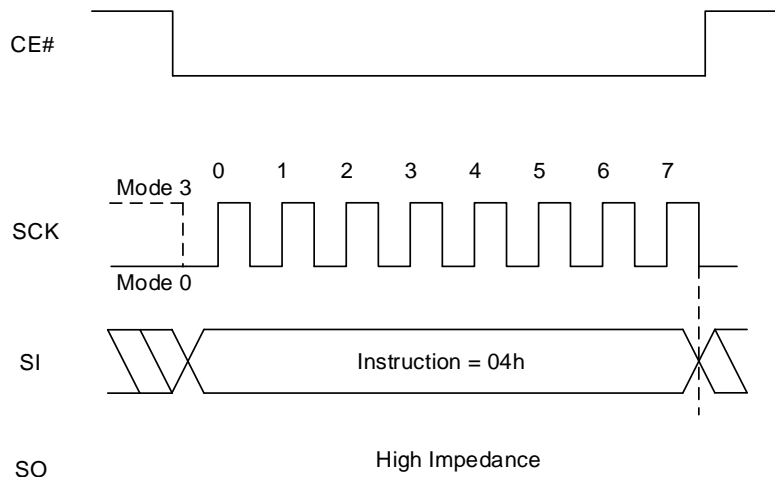 CE#
0 1 2 3 4 5 6 7
Mode 3
SCK
Mode 0
SI
Instruction = 04h
SO
High Impedance